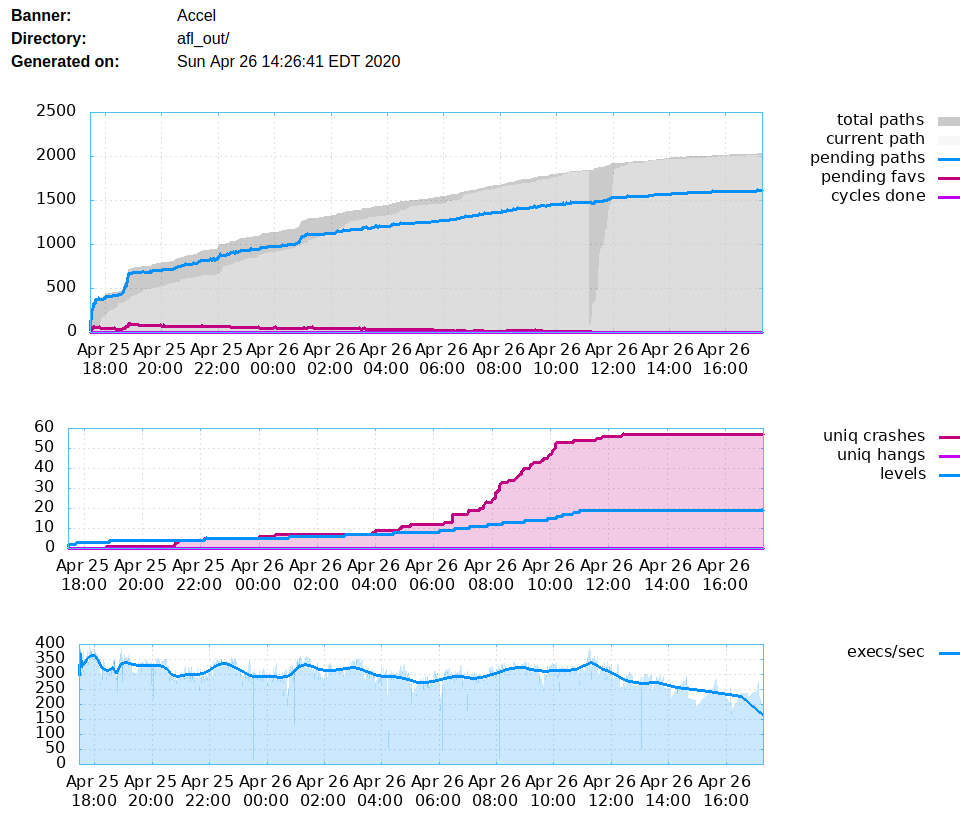 Banner: Accel
Directory: afl_out/
Generated on: Sun Apr 26 14:26:41 EDT 2020
2500
2000
1500
1000
500
0
Apr 25 Apr 25 Apr 25 Apr 26 Apr 26 Apr 26 Apr 26 Apr 26 Apr 26 Apr 26 Apr 26 Apr 26
18:00 20:00 22:00 00:00 02:00 04:00 06:00 08:00 10:00 12:00 14:00 16:00
total paths
current path
pending paths
pending favs
cycles done
60
50
40
30
20
10
0
Apr 25 Apr 25 Apr 25 Apr 26 Apr 26 Apr 26 Apr 26 Apr 26 Apr 26 Apr 26 Apr 26 Apr 26
18:00 20:00 22:00 00:00 02:00 04:00 06:00 08:00 10:00 12:00 14:00 16:00
uniq crashes
uniq hangs
levels
400
350
300
250
200
150
100
50
0
Apr 25 Apr 25 Apr 25 Apr 26 Apr 26 Apr 26 Apr 26 Apr 26 Apr 26 Apr 26 Apr 26 Apr 26
18:00 20:00 22:00 00:00 02:00 04:00 06:00 08:00 10:00 12:00 14:00 16:00
execs/sec